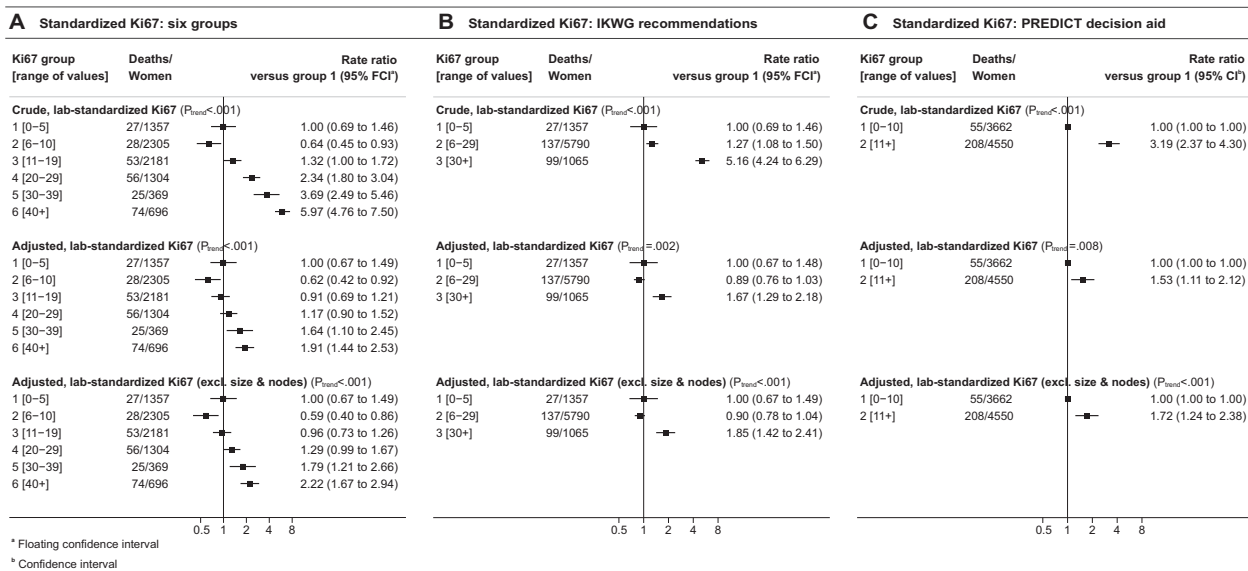 A Standardized Ki67: six groups
Ki67 group Deaths/ Rate ratio
[range of values] Women versus group 1 (95% FCIᵃ)
Crude, lab-standardized Ki67 (Ptrend<.001)
1 [0−5] 27/1357 1.00 (0.69 to 1.46)
2 [6−10] 28/2305 0.64 (0.45 to 0.93)
3 [11−19] 53/2181 1.32 (1.00 to 1.72)
4 [20−29] 56/1304 2.34 (1.80 to 3.04)
5 [30−39] 25/369 3.69 (2.49 to 5.46)
6 [40+] 74/696 5.97 (4.76 to 7.50)
Adjusted, lab-standardized Ki67 (Ptrend<.001)
1 [0−5] 27/1357 1.00 (0.67 to 1.49)
2 [6−10] 28/2305 0.62 (0.42 to 0.92)
3 [11−19] 53/2181 0.91 (0.69 to 1.21)
4 [20−29] 56/1304 1.17 (0.90 to 1.52)
5 [30−39] 25/369 1.64 (1.10 to 2.45)
6 [40+] 74/696 1.91 (1.44 to 2.53)
Adjusted, lab-standardized Ki67 (excl. size & nodes) (Ptrend<.001)
1 [0−5] 27/1357 1.00 (0.67 to 1.49)
2 [6−10] 28/2305 0.59 (0.40 to 0.86)
3 [11−19] 53/2181 0.96 (0.73 to 1.26)
4 [20−29] 56/1304 1.29 (0.99 to 1.67)
5 [30−39] 25/369 1.79 (1.21 to 2.66)
6 [40+] 74/696 2.22 (1.67 to 2.94)
0.5 1 2 4 8
B Standardized Ki67: IKWG recommendations
Ki67 group Deaths/ Rate ratio
[range of values] Women versus group 1 (95% FCIᵃ)
Crude, lab-standardized Ki67 (Ptrend<.001)
1 [0−5] 27/1357 1.00 (0.69 to 1.46)
2 [6−29] 137/5790 1.27 (1.08 to 1.50)
3 [30+] 99/1065 5.16 (4.24 to 6.29)
Adjusted, lab-standardized Ki67 (Ptrend=.002)
1 [0−5] 27/1357 1.00 (0.67 to 1.48)
2 [6−29] 137/5790 0.89 (0.76 to 1.03)
3 [30+] 99/1065 1.67 (1.29 to 2.18)
Adjusted, lab-standardized Ki67 (excl. size & nodes) (Ptrend<.001)
1 [0−5] 27/1357 1.00 (0.67 to 1.49)
2 [6−29] 137/5790 0.90 (0.78 to 1.04)
3 [30+] 99/1065 1.85 (1.42 to 2.41)
0.5 1 2 4 8
C Standardized Ki67: PREDICT decision aid
Ki67 group Deaths/ Rate ratio
[range of values] Women versus group 1 (95% CIᵇ)
Crude, lab-standardized Ki67 (Ptrend<.001)
1 [0−10] 55/3662 1.00 (1.00 to 1.00)
2 [11+] 208/4550 3.19 (2.37 to 4.30)
Adjusted, lab-standardized Ki67 (Ptrend=.008)
1 [0−10] 55/3662 1.00 (1.00 to 1.00)
2 [11+] 208/4550 1.53 (1.11 to 2.12)
Adjusted, lab-standardized Ki67 (excl. size & nodes) (Ptrend<.001)
1 [0−10] 55/3662 1.00 (1.00 to 1.00)
2 [11+] 208/4550 1.72 (1.24 to 2.38)
0.5 1 2 4 8
ᵃ Floating confidence interval
ᵇ Confidence interval